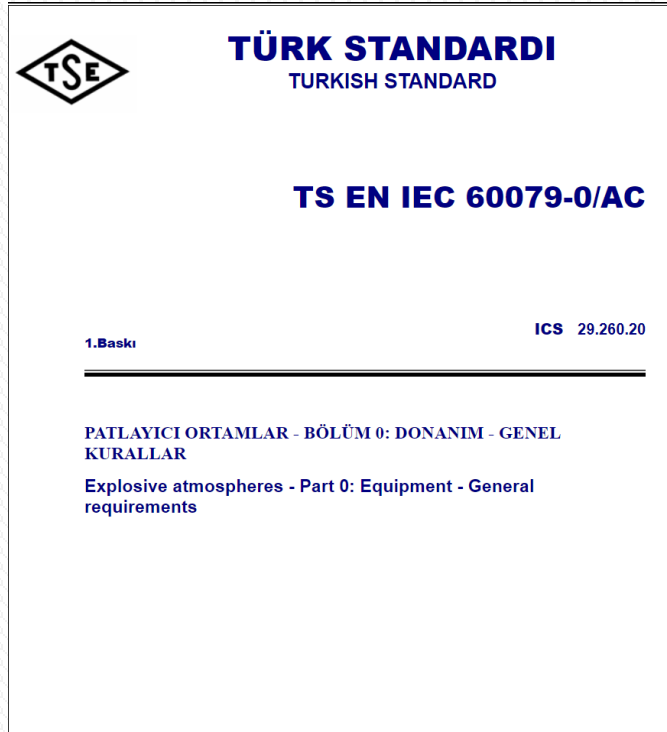 TSE
TÜRK STANDARDI
TURKISH STANDARD
TS EN IEC 60079-0/AC
ICS 29.260.20
1.Baskı
PATLAYICI ORTAMLAR - BÖLÜM 0: DONANIM - GENEL
KURALLAR
Explosive atmospheres - Part 0: Equipment - General
requirements